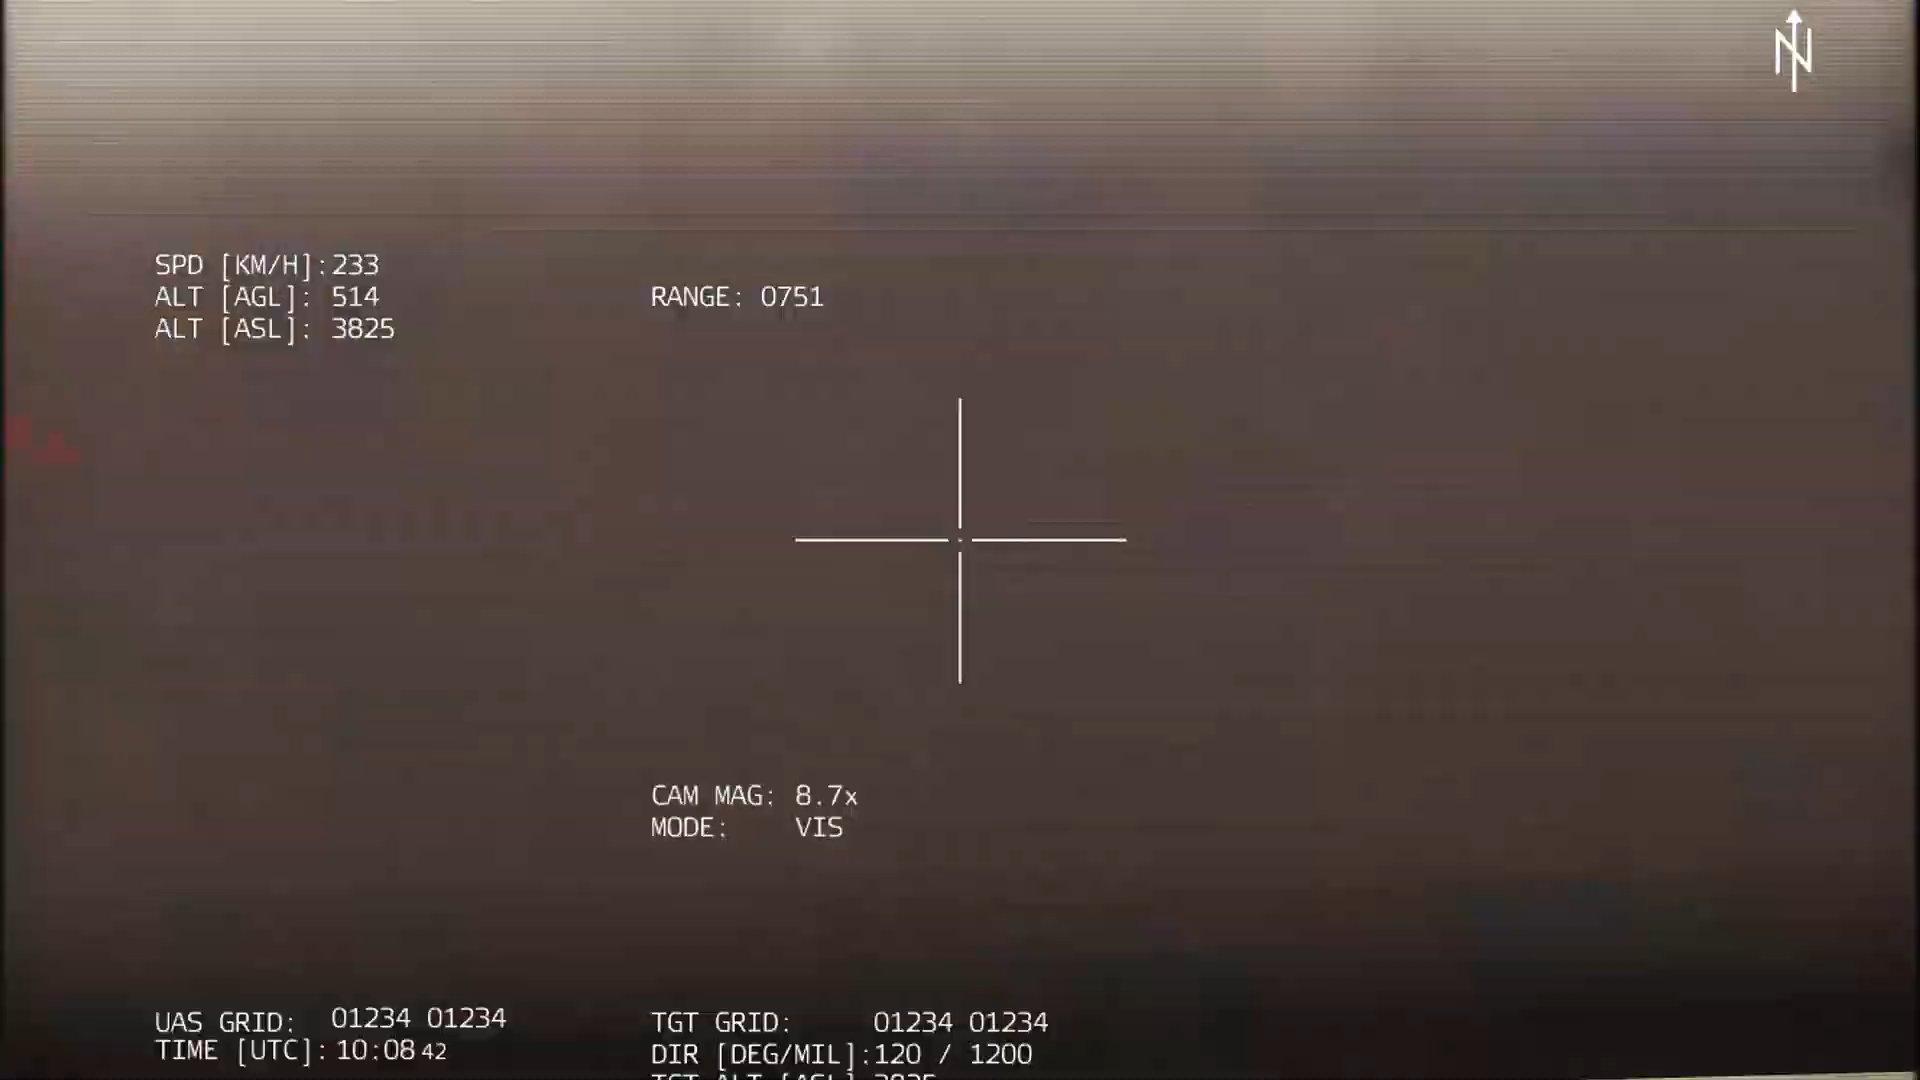 N
SPD [KM/H]: 233
ALT [AGL]: 514
ALT [ASL]: 3825
RANGE: 0751
CAM MAG: 8.7x
MODE: VIS
UAS GRID: 01234 01234
TIME [UTC]: 10:08 42
TGT GRID: 01234 01234
DIR [DEG/MIL]: 120 / 1200